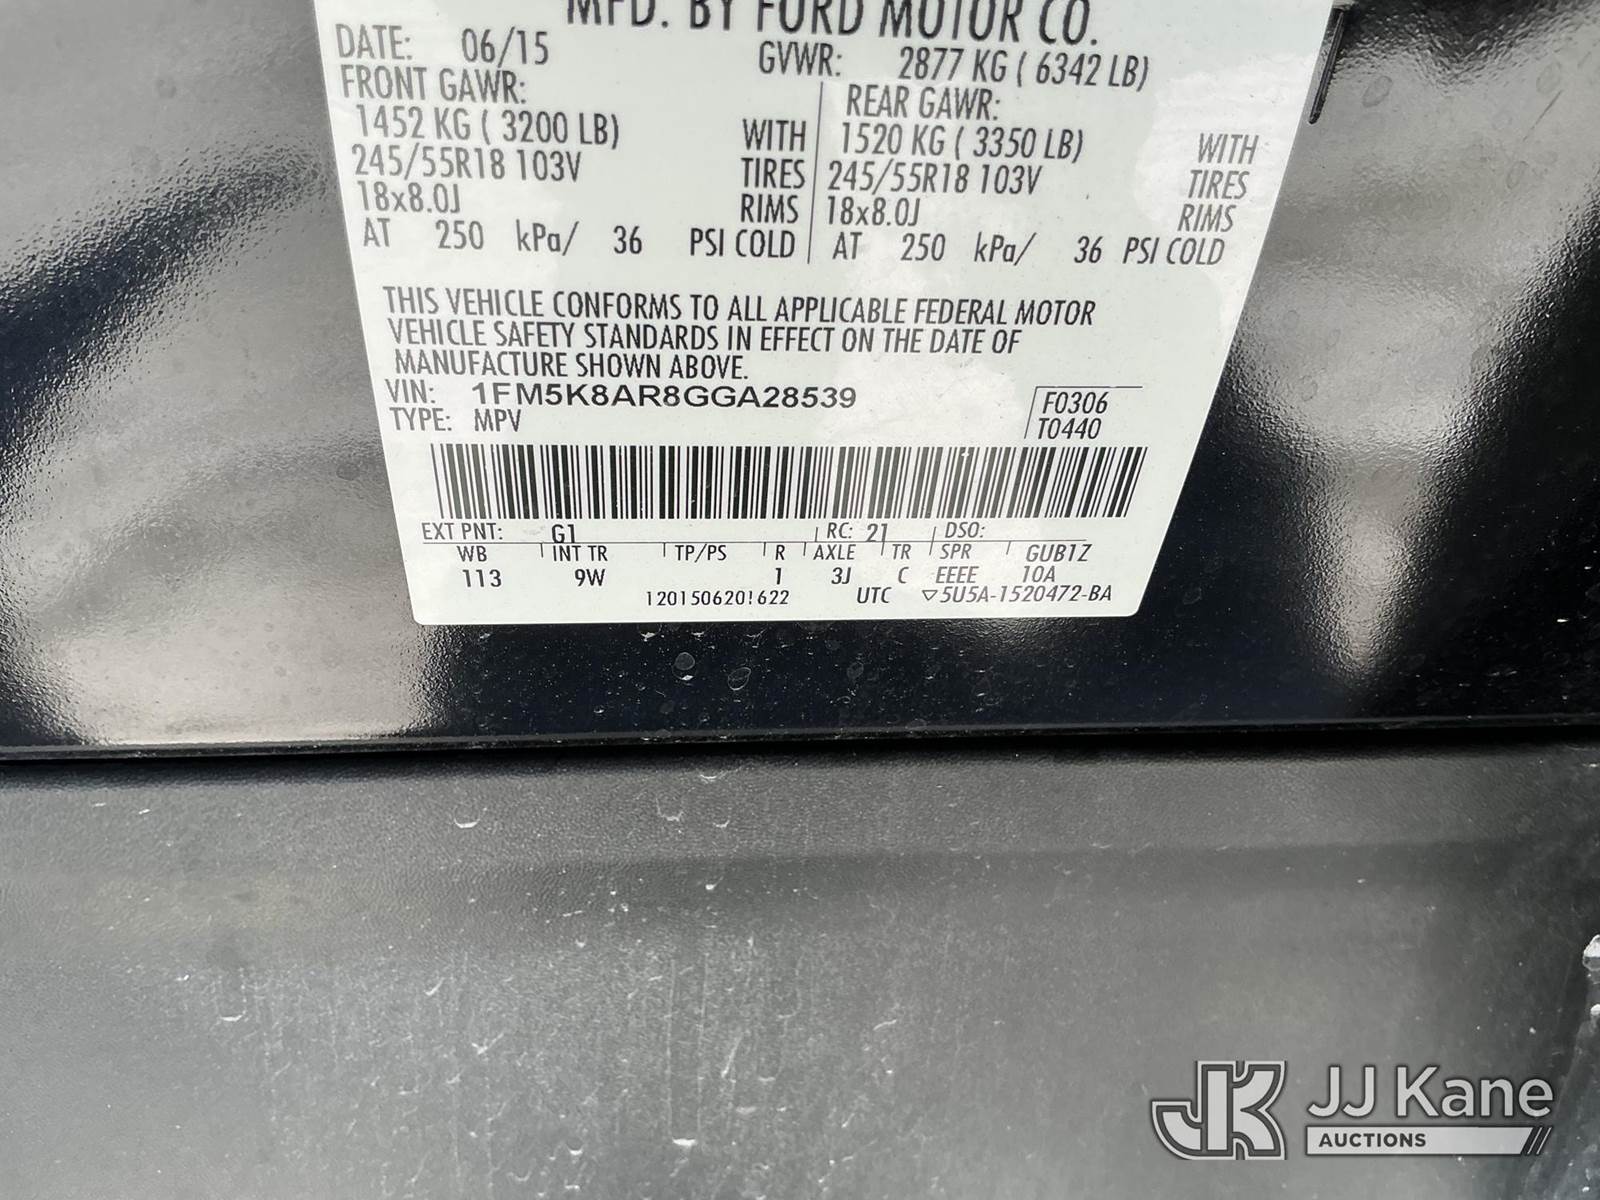 MFD. BY FORD MOTOR CO.
DATE: 06/15 GVWR: 2877 KG ( 6342 LB)
FRONT GAWR: REAR GAWR:
1452 KG ( 3200 LB) WITH 1520 KG ( 3350 LB) WITH
245/55R18 103V TIRES 245/55R18 103V TIRES
18x8.0J RIMS 18x8.0J RIMS
AT 250 kPa/ 36 PSI COLD AT 250 kPa/ 36 PSI COLD
THIS VEHICLE CONFORMS TO ALL APPLICABLE FEDERAL MOTOR
VEHICLE SAFETY STANDARDS IN EFFECT ON THE DATE OF
MANUFACTURE SHOWN ABOVE.
VIN: 1FM5K8AR8GGA28539 F0306
TYPE: MPV T0440
EXT PNT: G1 RC: 21 DSO:
WB INT TR TP/PS R AXLE TR SPR GUB1Z
113 9W 1 3J C EEEE 10A
120150620!622 UTC ▽5U5A-1520472-BA
JJ Kane
AUCTIONS